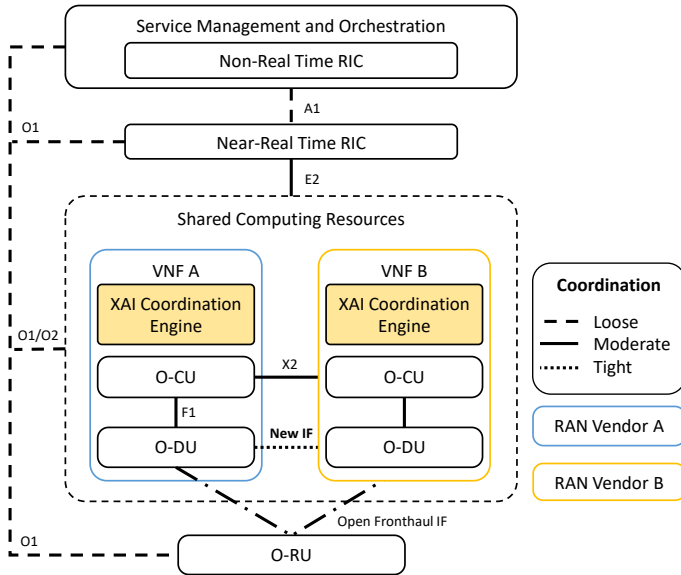 Service Management and Orchestration
Non-Real Time RIC
A1
O1
Near-Real Time RIC
E2
Shared Computing Resources
VNF A
VNF B
XAI Coordination
Engine
XAI Coordination
Engine
Coordination
Loose
Moderate
Tight
O1/O2
O-CU
X2
O-CU
F1
New IF
O-DU
O-DU
RAN Vendor A
RAN Vendor B
Open Fronthaul IF
O1
O-RU